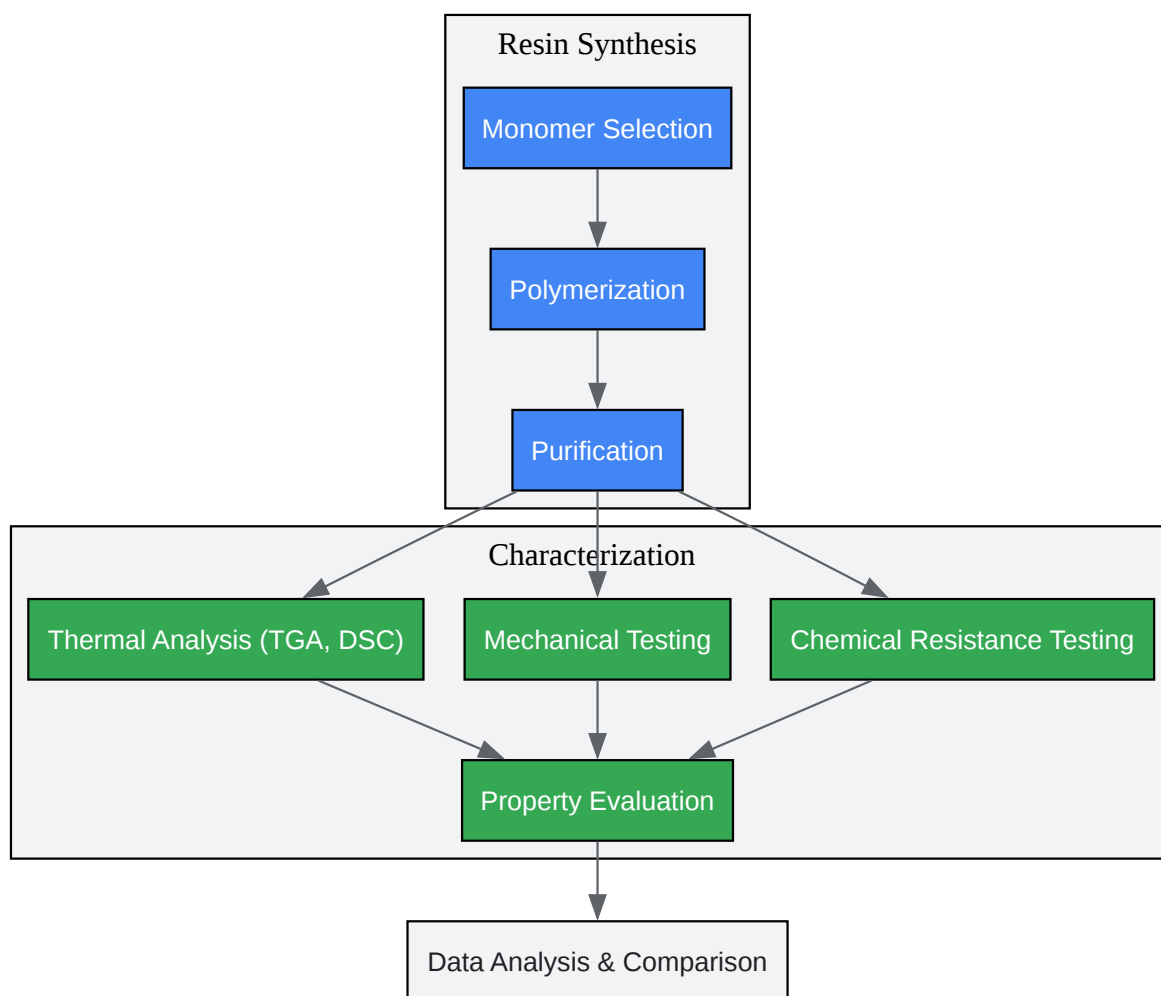 Resin Synthesis
Monomer Selection
Polymerization
Purification
Characterization
Thermal Analysis (TGA, DSC)
Mechanical Testing
Chemical Resistance Testing
Property Evaluation
Data Analysis & Comparison